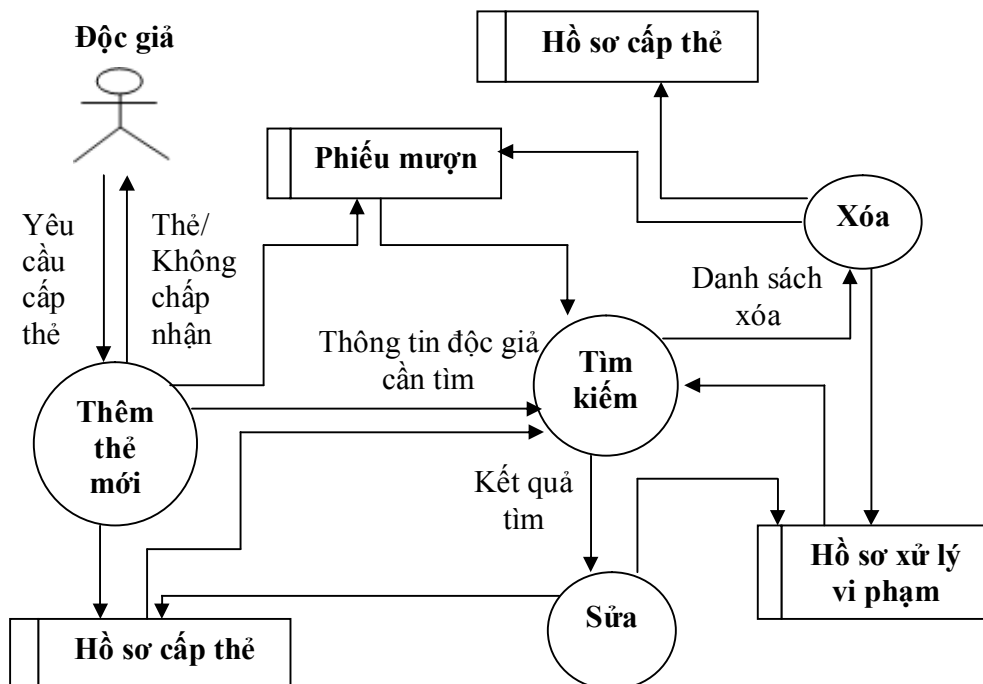 Độc giả
Hồ sơ cấp thẻ
Phiếu mượn
Xóa
Yêu
cầu
cấp
thẻ
Thẻ/
Không
chấp
nhận
Danh sách
xóa
Thông tin độc giả
cần tìm
Tìm
kiếm
Thêm
thẻ
mới
Kết quả
tìm
Hồ sơ xử lý
vi phạm
Sửa
Hồ sơ cấp thẻ